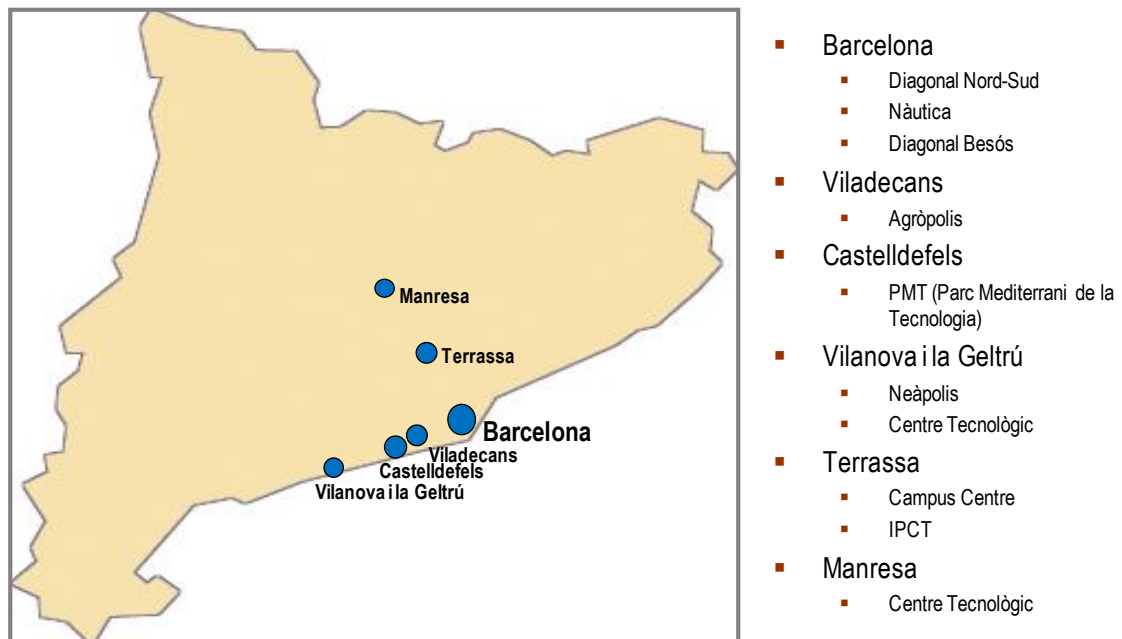 Manresa
Terrassa
Barcelona
Viladecans
Castelldefels
Vilanova i la Geltrú
Barcelona
Diagonal Nord-Sud
Nàutica
Diagonal Besós
Viladecans
Agròpolis
Castelldefels
PMT (Parc Mediterrani de la
Tecnologia)
Vilanova i la Geltrú
Neàpolis
Centre Tecnològic
Terrassa
Campus Centre
IPCT
Manresa
Centre Tecnològic